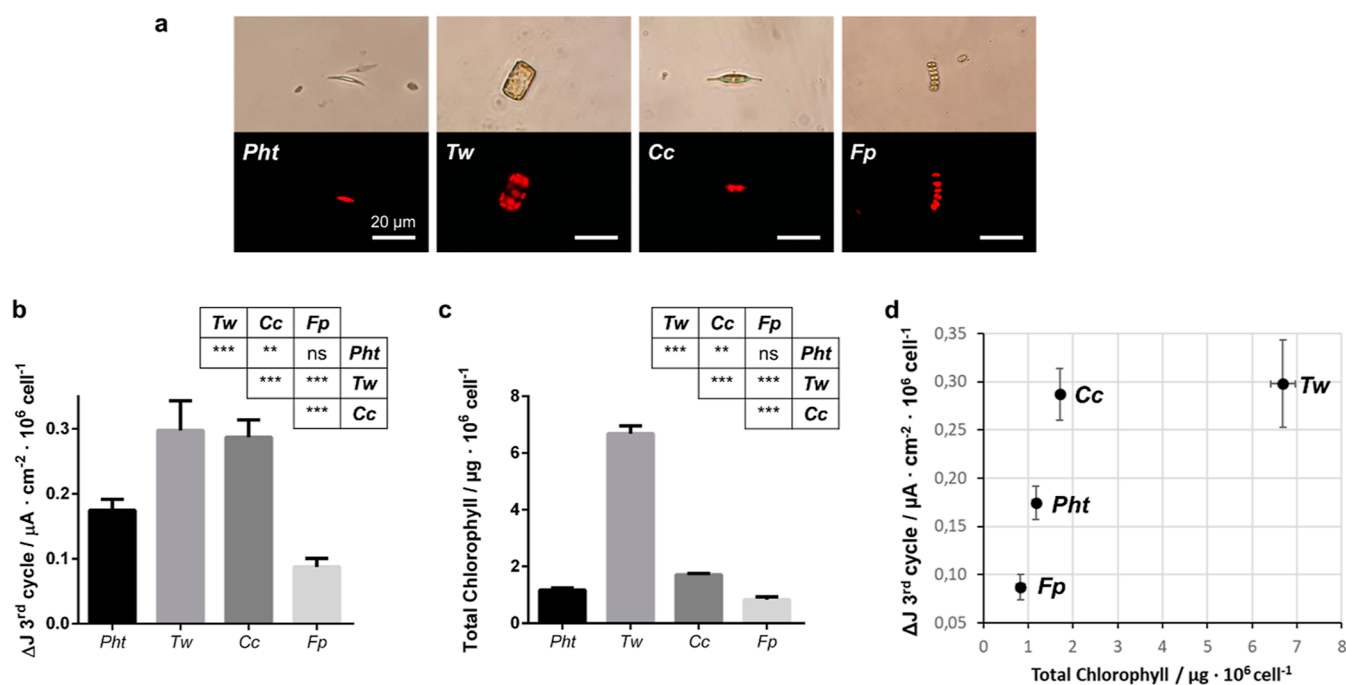 a
Pht
Tw
Cc
Fp
20 µm
b
Tw Cc Fp
*** ** ns Pht
*** *** Tw
*** Cc
ΔJ 3rd cycle / µA · cm-2 · 106 cell-1
0.3
0.2
0.1
0.0
Pht Tw Cc Fp
c
Tw Cc Fp
*** ** ns Pht
*** *** Tw
*** Cc
Total Chlorophyll / µg · 106 cell-1
8
6
4
2
0
Pht Tw Cc Fp
d
ΔJ 3rd cycle / µA · cm-2 · 106 cell-1
0,35
0,30
0,25
0,20
0,15
0,10
0,05
Cc
Tw
Pht
Fp
0 1 2 3 4 5 6 7 8
Total Chlorophyll / µg · 106 cell-1